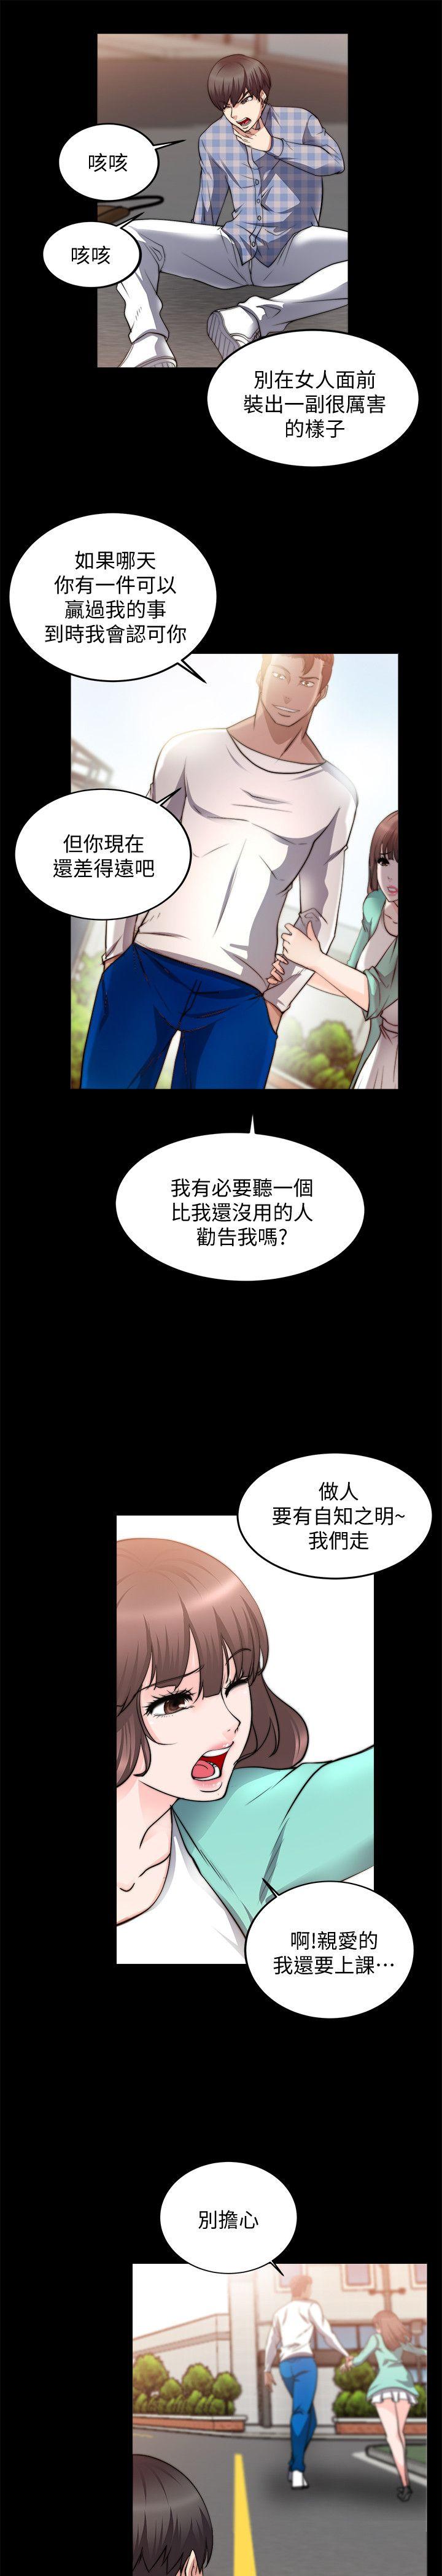 咳咳
咳咳
別在女人面前
裝出一副很厲害
的樣子
如果哪天
你有一件可以
贏過我的事
到時我會認可你
但你現在
還差得遠吧
我有必要聽一個
比我還沒用的人
勸告我嗎?
做人
要有自知之明~
我們走
啊!親愛的
我還要上課…
別擔心